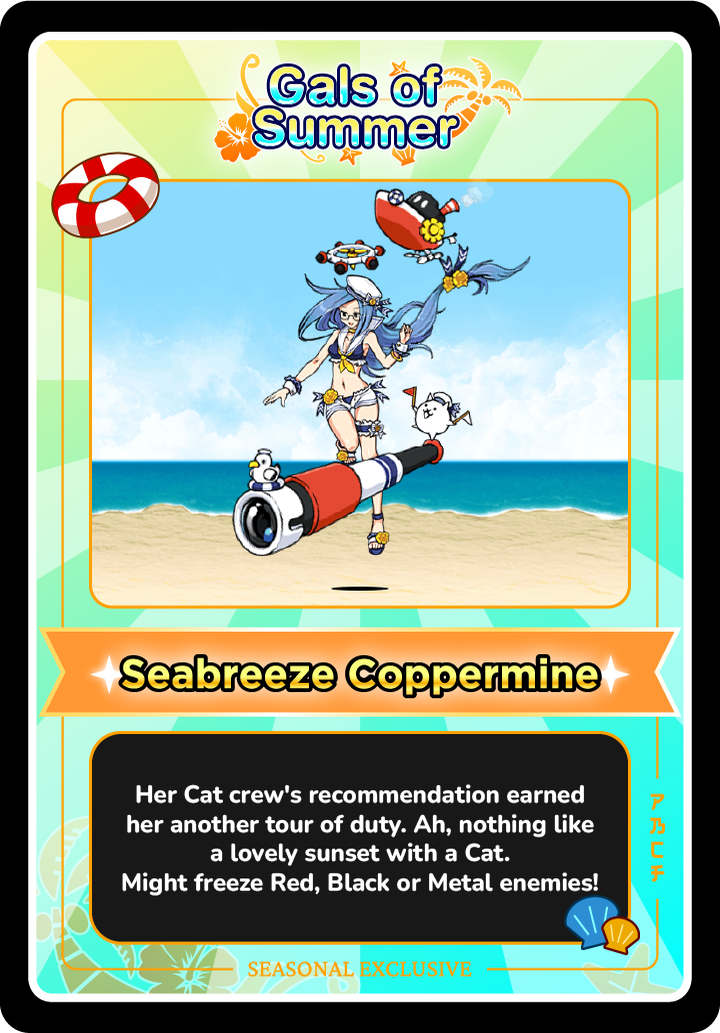 Gals of
Summer
Seabreeze Coppermine
Her Cat crew's recommendation earned
her another tour of duty. Ah, nothing like
a lovely sunset with a Cat.
Might freeze Red, Black or Metal enemies!
SEASONAL EXCLUSIVE